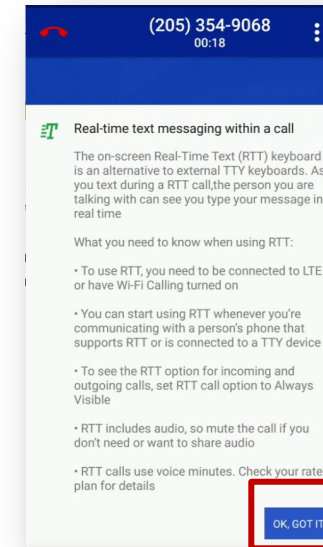 (205) 354-9068
00:18
Real-time text messaging within a call
The on-screen Real-Time Text (RTT) keyboard
is an alternative to external TTY keyboards. As
you text during a RTT call,the person you are
talking with can see you type your message in
real time
What you need to know when using RTT:
• To use RTT, you need to be connected to LTE
or have Wi-Fi Calling turned on
• You can start using RTT whenever you're
communicating with a person's phone that
supports RTT or is connected to a TTY device
• To see the RTT option for incoming and
outgoing calls, set RTT call option to Always
Visible
• RTT includes audio, so mute the call if you
don't need or want to share audio
• RTT calls use voice minutes. Check your rate
plan for details
OK, GOT IT